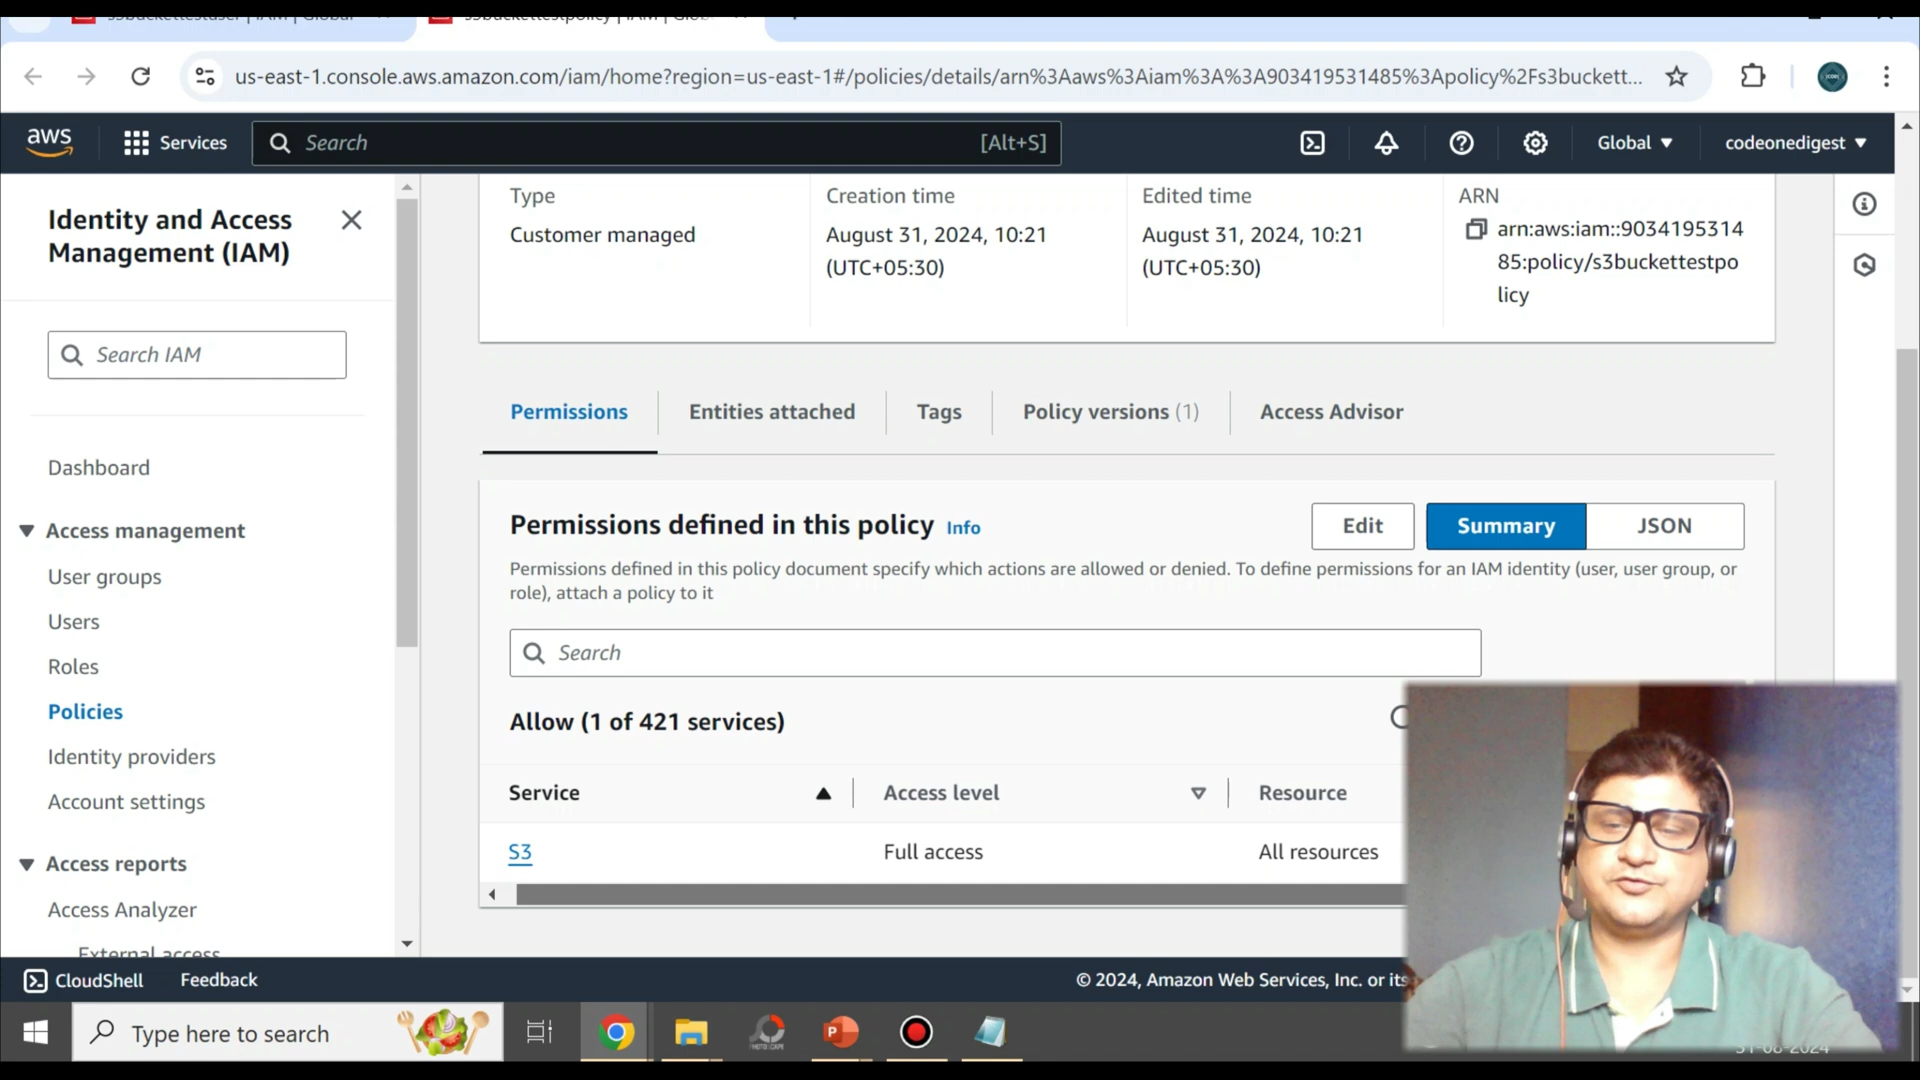 us-east-1.console.aws.amazon.com/iam/home?region=us-east-1#/policies/details/arn%3Aaws%3Aiam%3A%3A903419531485%3Apolicy%2Fs3buckett...
aws
Services
Search
[Alt+S]
Global
codeonedigest
Identity and Access
Management (IAM)
Search IAM
Dashboard
Access management
User groups
Users
Roles
Policies
Identity providers
Account settings
Access reports
Access Analyzer
External access
Type
Customer managed
Creation time
August 31, 2024, 10:21
(UTC+05:30)
Edited time
August 31, 2024, 10:21
(UTC+05:30)
ARN
arn:aws:iam::9034195314
85:policy/s3buckettestpo
licy
Permissions
Entities attached
Tags
Policy versions (1)
Access Advisor
Permissions defined in this policy Info
Edit
Summary
JSON
Permissions defined in this policy document specify which actions are allowed or denied. To define permissions for an IAM identity (user, user group, or
role), attach a policy to it
Search
Allow (1 of 421 services)
Service
Access level
Resource
S3
Full access
All resources
CloudShell
Feedback
© 2024, Amazon Web Services, Inc. or its
Type here to search
31-08-2024